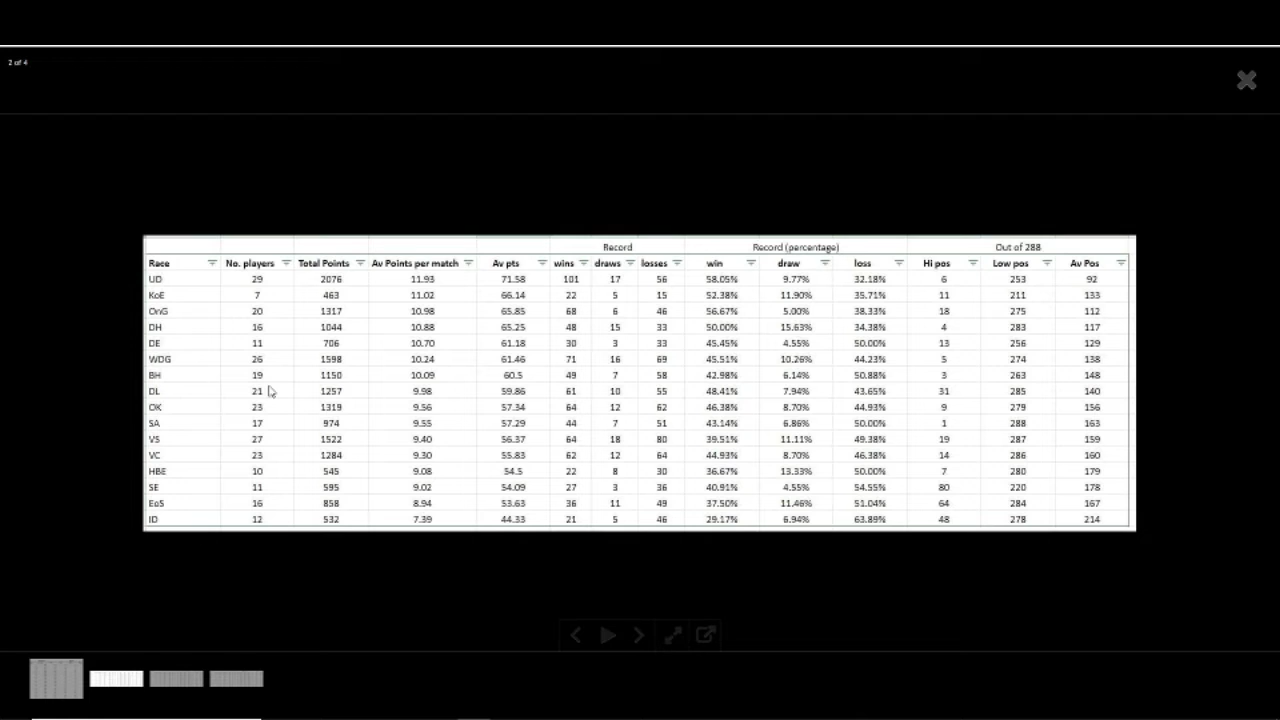 2 of 4
Record Record (percentage) Out of 288
Race No. players Total Points Av Points per match Av pts wins draws losses win draw loss Hi pos Low pos Av Pos
UD 29 2076 11.93 71.58 101 17 56 58.05% 9.77% 32.18% 6 253 92
KoE 7 463 11.02 66.14 22 5 15 52.38% 11.90% 35.71% 11 211 133
OnG 20 1317 10.98 65.85 68 6 46 56.67% 5.00% 38.33% 18 275 112
DH 16 1044 10.88 65.25 48 15 33 50.00% 15.63% 34.38% 4 283 117
DE 11 706 10.70 61.18 30 3 33 45.45% 4.55% 50.00% 13 256 129
WDG 26 1598 10.24 61.46 71 16 69 45.51% 10.26% 44.23% 5 274 138
BH 19 1150 10.09 60.5 49 7 58 42.98% 6.14% 50.88% 3 263 148
DL 21 1257 9.98 59.86 61 10 55 48.41% 7.94% 43.65% 31 285 140
OK 23 1319 9.56 57.34 64 12 62 46.38% 8.70% 44.93% 9 279 156
SA 17 974 9.55 57.29 44 7 51 43.14% 6.86% 50.00% 1 288 163
VS 27 1522 9.40 56.37 64 18 80 39.51% 11.11% 49.38% 19 287 159
VC 23 1284 9.30 55.83 62 12 64 44.93% 8.70% 46.38% 14 286 160
HBE 10 545 9.08 54.5 22 8 30 36.67% 13.33% 50.00% 7 280 179
SE 11 595 9.02 54.09 27 3 36 40.91% 4.55% 54.55% 80 220 178
EoS 16 858 8.94 53.63 36 11 49 37.50% 11.46% 51.04% 64 284 167
ID 12 532 7.39 44.33 21 5 46 29.17% 6.94% 63.89% 48 278 214